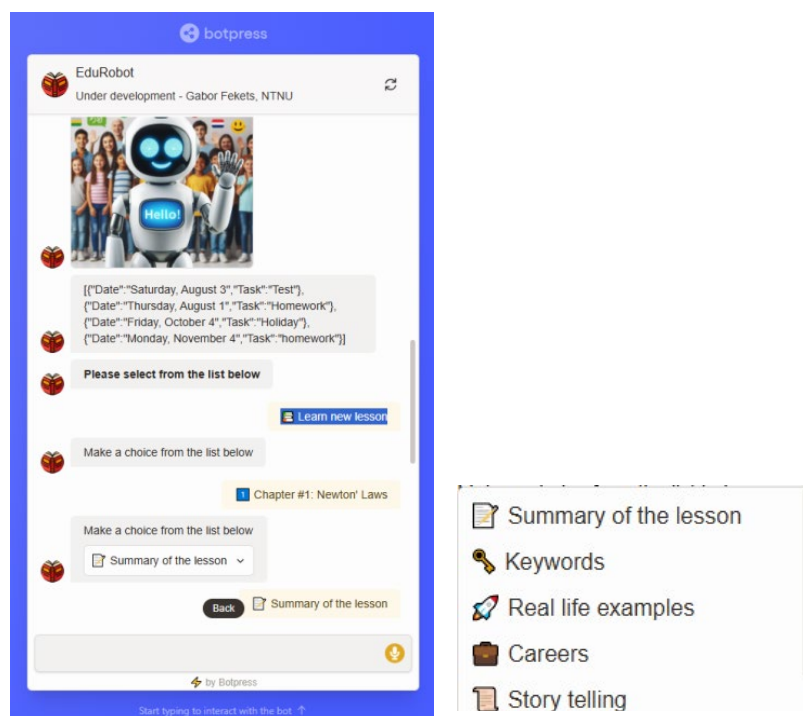 botpress
EduRobot
Under development - Gabor Fekets, NTNU
Hello!
[{"Date":"Saturday, August 3","Task":"Test"},
{"Date":"Thursday, August 1","Task":"Homework"},
{"Date":"Friday, October 4","Task":"Holiday"},
{"Date":"Monday, November 4","Task":"homework"}]
Please select from the list below
Learn new lesson
Make a choice from the list below
1 Chapter #1: Newton' Laws
Make a choice from the list below
Summary of the lesson
Back
Summary of the lesson
by Botpress
Start typing to interact with the bot ↑
Summary of the lesson
Keywords
Real life examples
Careers
Story telling